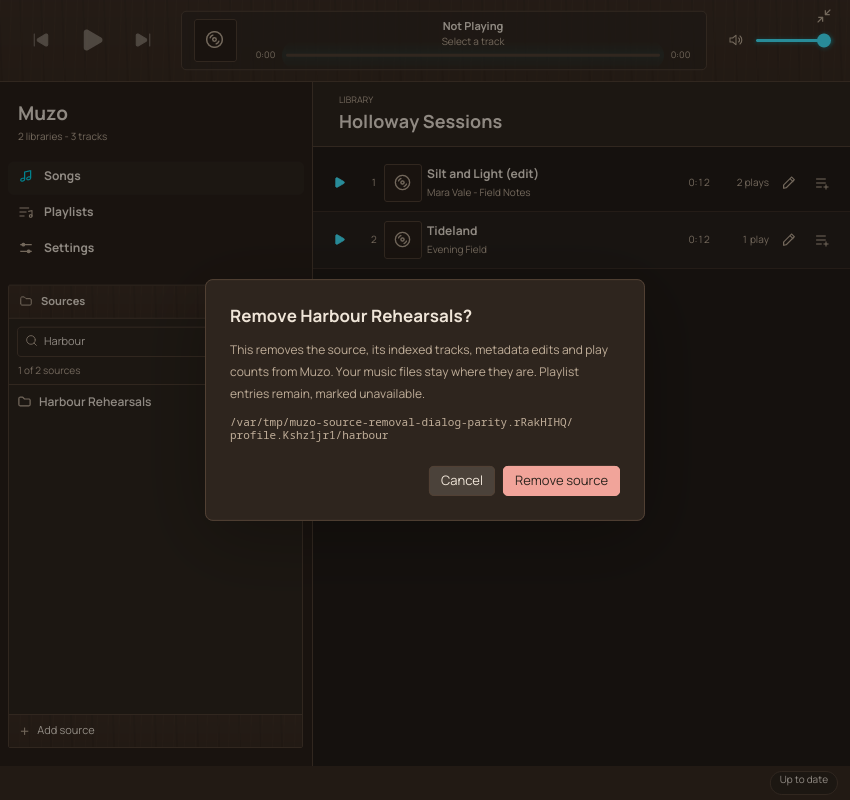 Not Playing
Select a track
0:00
0:00
Muzo
2 libraries - 3 tracks
Songs
Playlists
Settings
Sources
Harbour
1 of 2 sources
Harbour Rehearsals
Add source
LIBRARY
Holloway Sessions
1
Silt and Light (edit)
Mara Vale - Field Notes
0:12
2 plays
2
Tideland
Evening Field
0:12
1 play
Remove Harbour Rehearsals?
This removes the source, its indexed tracks, metadata edits and play
counts from Muzo. Your music files stay where they are. Playlist
entries remain, marked unavailable.
/var/tmp/muzo-source-removal-dialog-parity.rRakHIHQ/
profile.Kshz1jr1/harbour
Cancel
Remove source
Up to date